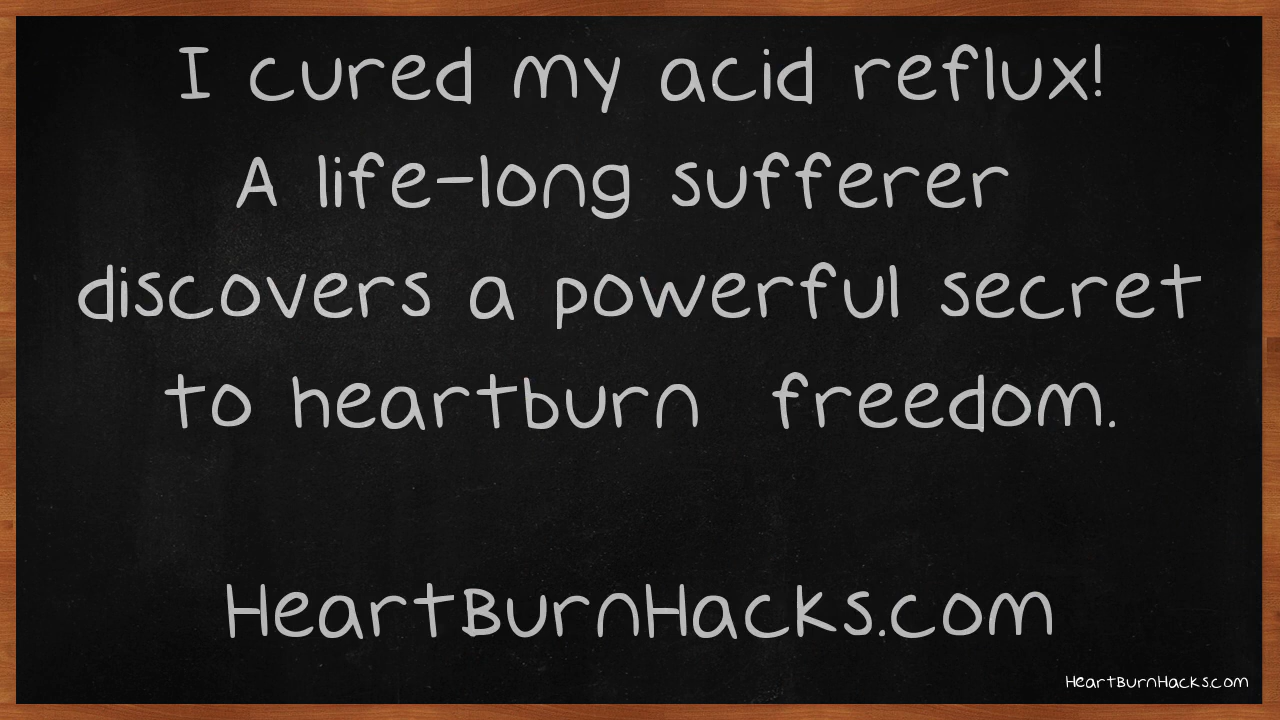 I cured my acid reflux!
A life-long sufferer
discovers a powerful secret
to heartburn  freedom.
HeartBurnHacks.com
HeartBurnHacks.com